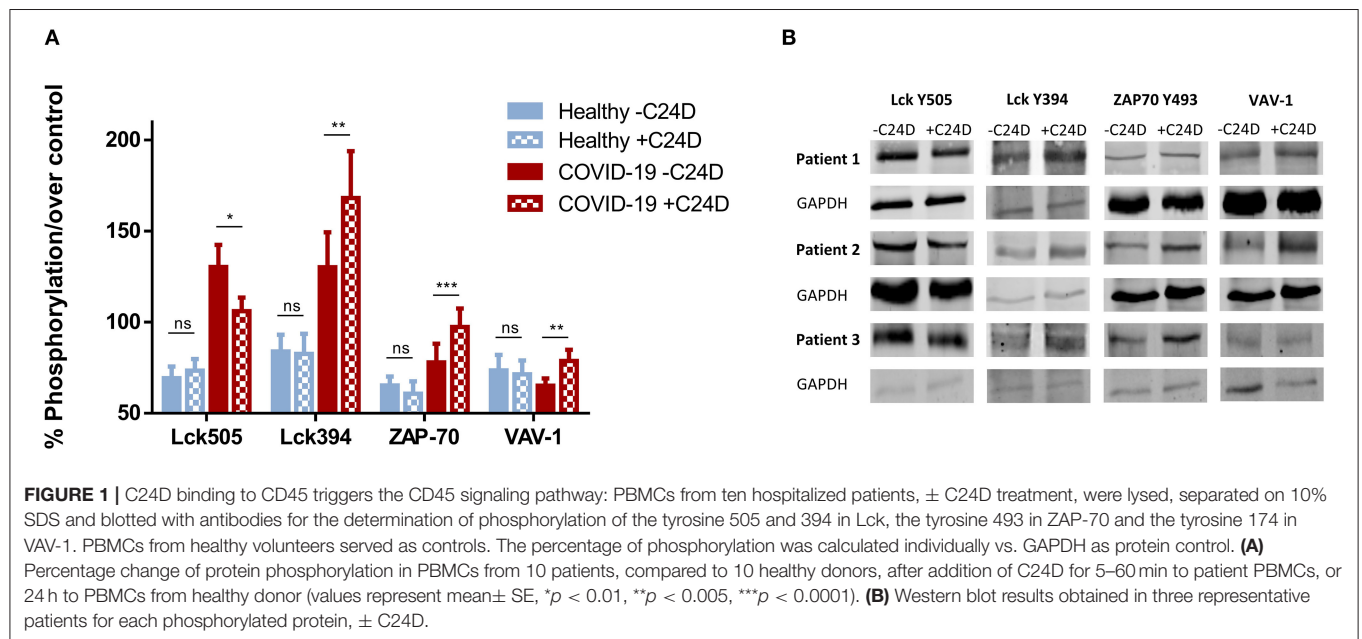 A
% Phosphorylation/over control
200
150
100
50
ns
*
ns
**
ns
***
ns
**
Lck505
Lck394
ZAP-70
VAV-1
Healthy -C24D
Healthy +C24D
COVID-19 -C24D
COVID-19 +C24D
B
Lck Y505 Lck Y394 ZAP70 Y493 VAV-1
-C24D +C24D -C24D +C24D -C24D +C24D -C24D +C24D
Patient 1
GAPDH
Patient 2
GAPDH
Patient 3
GAPDH
FIGURE 1 | C24D binding to CD45 triggers the CD45 signaling pathway: PBMCs from ten hospitalized patients, ± C24D treatment, were lysed, separated on 10%
SDS and blotted with antibodies for the determination of phosphorylation of the tyrosine 505 and 394 in Lck, the tyrosine 493 in ZAP-70 and the tyrosine 174 in
VAV-1. PBMCs from healthy volunteers served as controls. The percentage of phosphorylation was calculated individually vs. GAPDH as protein control. (A)
Percentage change of protein phosphorylation in PBMCs from 10 patients, compared to 10 healthy donors, after addition of C24D for 5–60 min to patient PBMCs, or
24 h to PBMCs from healthy donor (values represent mean± SE, *p < 0.01, **p < 0.005, ***p < 0.0001). (B) Western blot results obtained in three representative
patients for each phosphorylated protein, ± C24D.